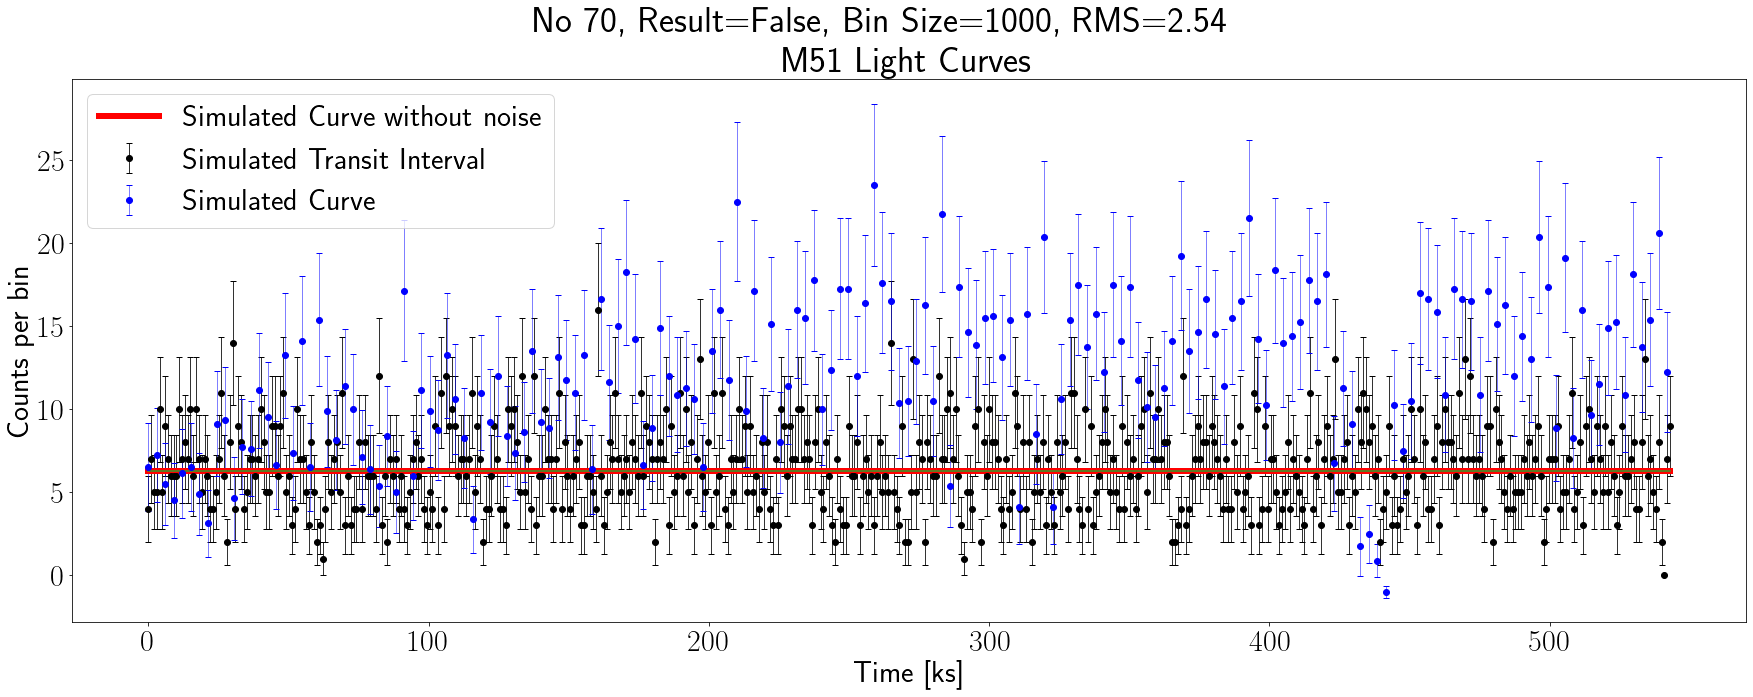 No 70, Result=False, Bin Size=1000, RMS=2.54
M51 Light Curves
Simulated Curve without noise
Simulated Transit Interval
Simulated Curve
Counts per bin
25
20
15
10
5
0
0 100 200 300 400 500
Time [ks]